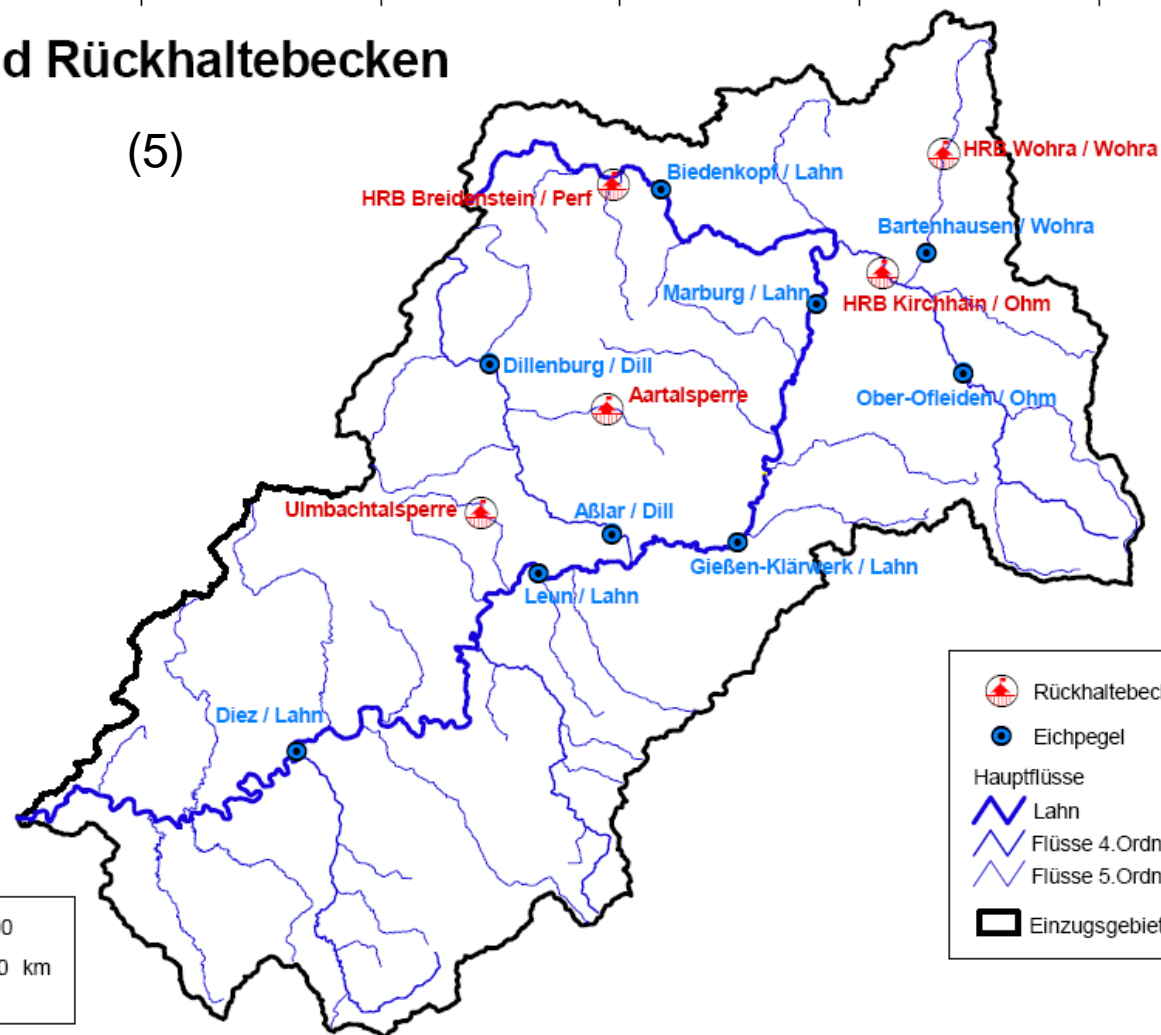 d Rückhaltebecken
(5)
HRB Wohra / Wohra
Biedenkopf / Lahn
HRB Breidenstein / Perf
Bartenhausen / Wohra
Marburg / Lahn
HRB Kirchhain / Ohm
Dillenburg / Dill
Aartalsperre
Ober-Ofleiden / Ohm
Ulmbachtalsperre
Aßlar / Dill
Gießen-Klärwerk / Lahn
Leun / Lahn
Diez / Lahn
Rückhaltebec
Eichpegel
Hauptflüsse
Lahn
Flüsse 4.Ordn
Flüsse 5.Ordn
Einzugsgebiet
00
0 km